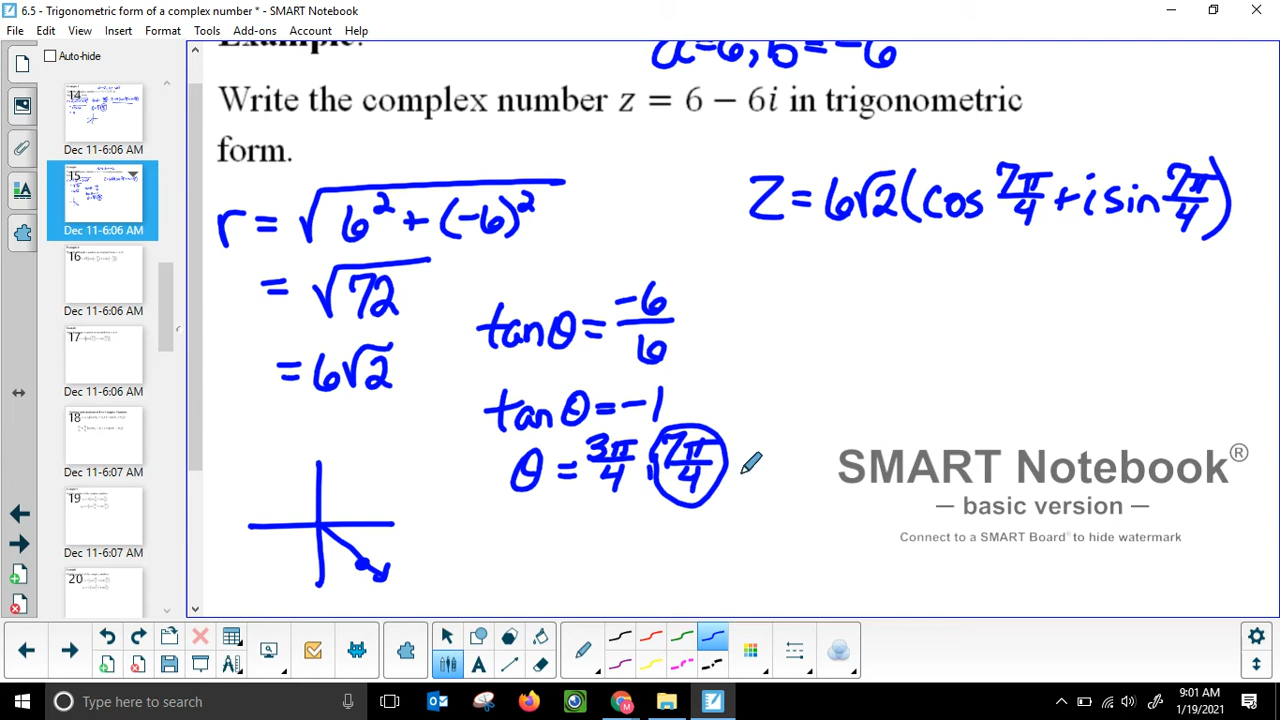 6.5 - Trigonometric form of a complex number * - SMART Notebook
File Edit View Insert Format Tools Add-ons Account Help
Auto-hide
Example:
a=6, b=-6
Write the complex number z = 6 − 6i in trigonometric
form.
r = √(6² + (-6)²)
= √72
= 6√2
tanθ = -6/6
tanθ = -1
θ = 3π/4, 7π/4
Z = 6√2(cos 7π/4 + i sin 7π/4)
14
Dec 11-6:06 AM
15
Dec 11-6:06 AM
16
Dec 11-6:06 AM
17
Dec 11-6:06 AM
18
Dec 11-6:06 AM
19
Dec 11-6:07 AM
20
SMART Notebook®
— basic version —
Connect to a SMART Board® to hide watermark
Type here to search
9:01 AM
1/19/2021